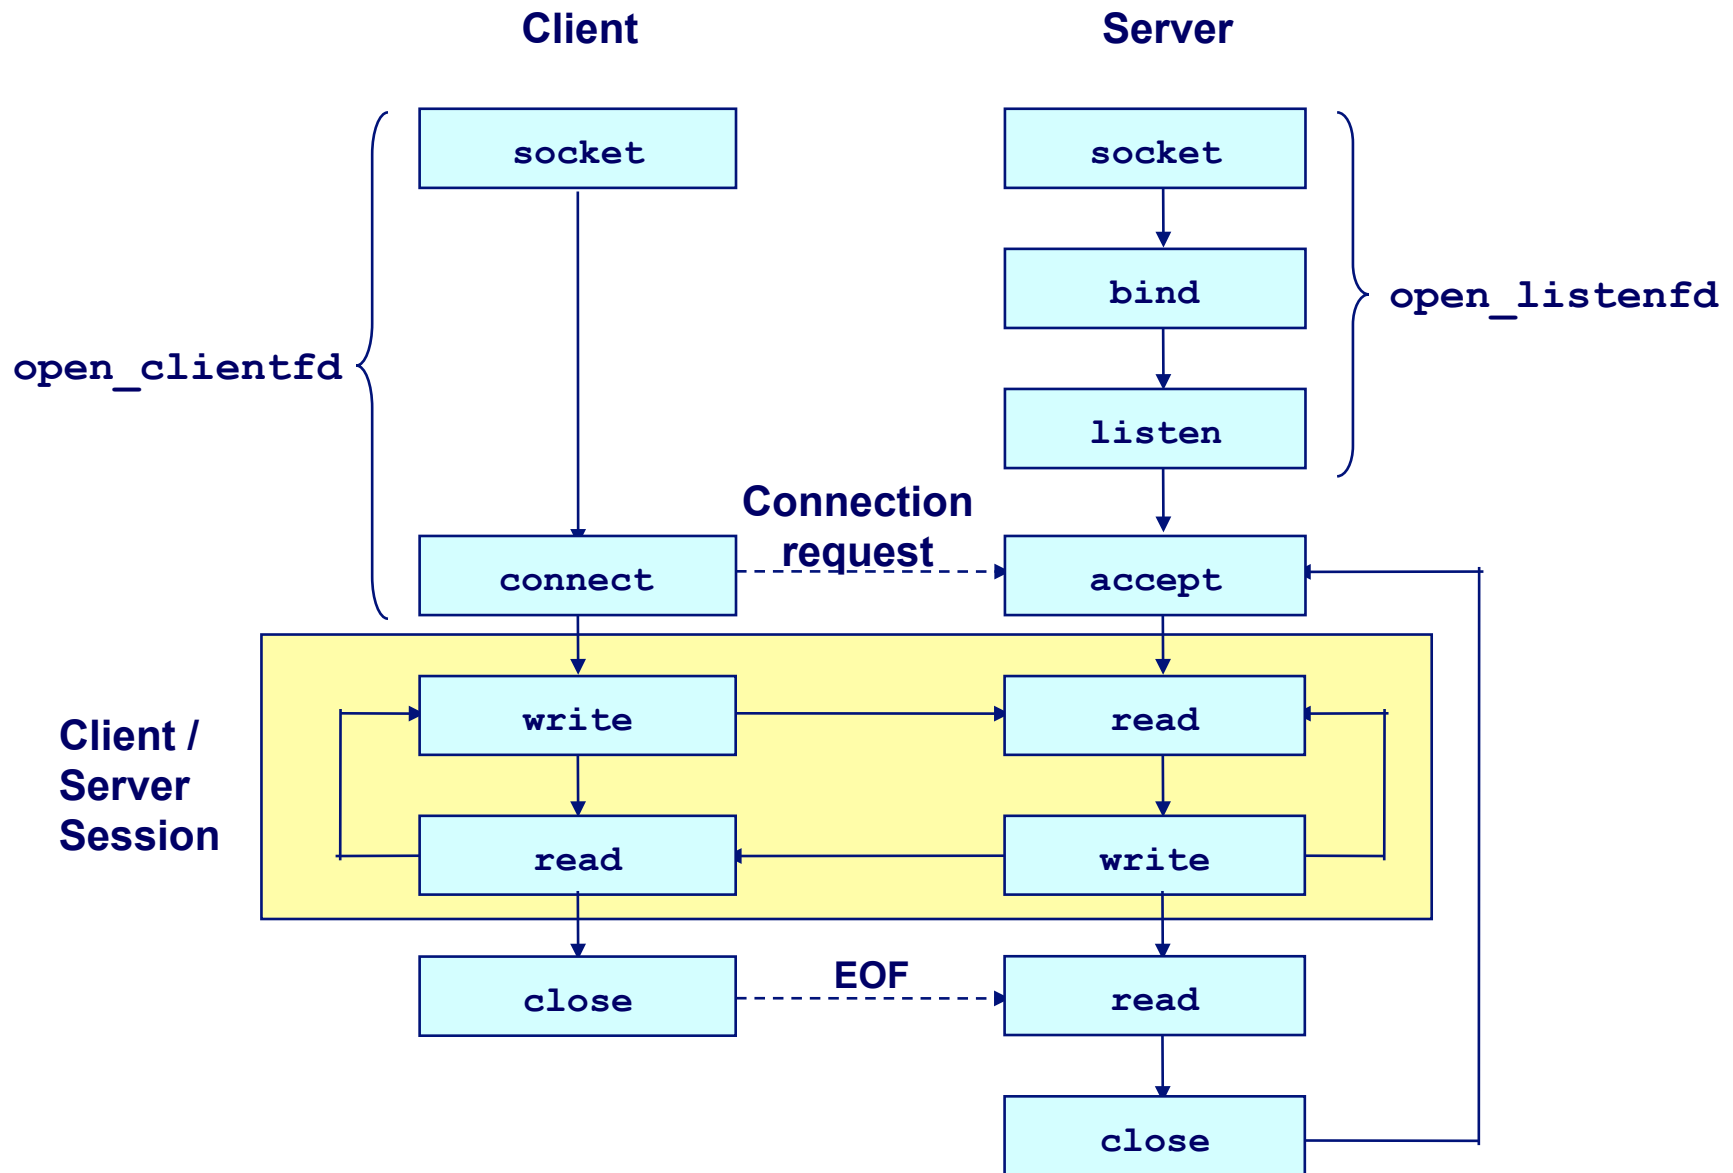 Client
Server
socket
socket
bind
open_listenfd
open_clientfd
listen
Connection
request
connect
accept
write
read
Client /
Server
Session
read
write
EOF
close
read
close